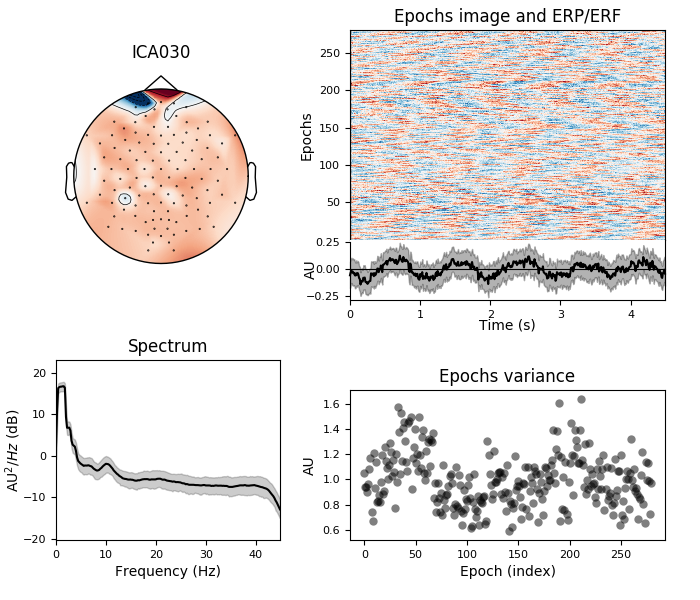 ICA030
Epochs image and ERP/ERF
Epochs
250
200
150
100
50
AU
0.25
0.00
−0.25
0 1 2 3 4
Time (s)
Spectrum
AU²/Hz (dB)
20
10
0
−10
−20
0 10 20 30 40
Frequency (Hz)
Epochs variance
AU
1.6
1.4
1.2
1.0
0.8
0.6
0 50 100 150 200 250
Epoch (index)